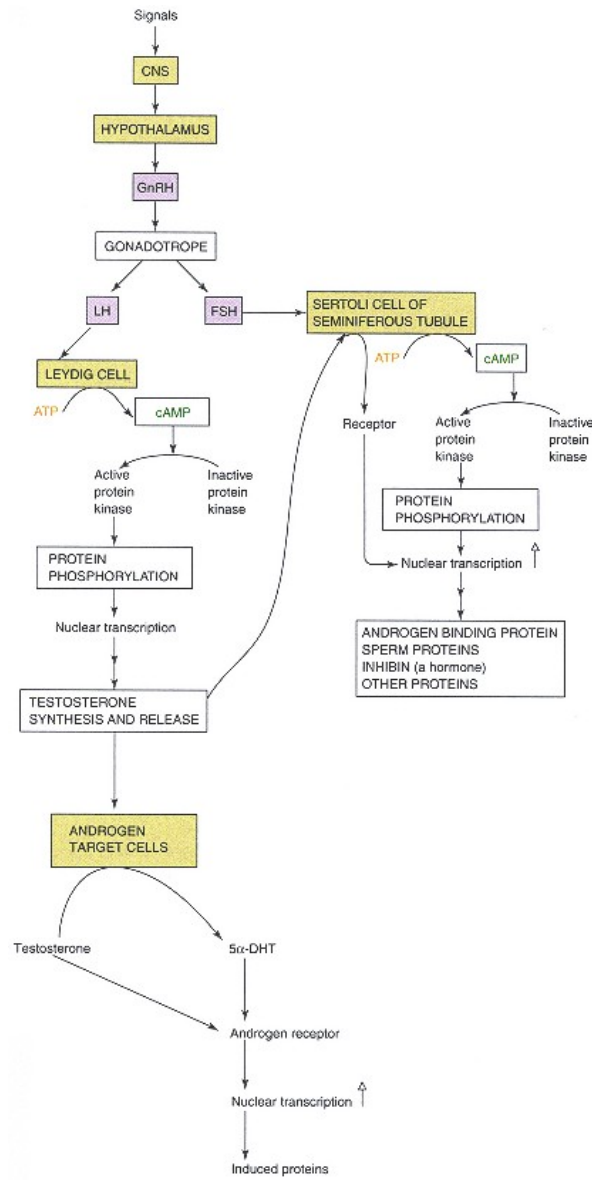 Signals
CNS
HYPOTHALAMUS
GnRH
GONADOTROPE
LH
FSH
SERTOLI CELL OF
SEMINIFEROUS TUBULE
LEYDIG CELL
ATP
cAMP
Active
protein
kinase
Inactive
protein
kinase
PROTEIN
PHOSPHORYLATION
Nuclear transcription
TESTOSTERONE
SYNTHESIS AND RELEASE
ATP
cAMP
Receptor
Active
protein
kinase
Inactive
protein
kinase
PROTEIN
PHOSPHORYLATION
Nuclear transcription
ANDROGEN BINDING PROTEIN
SPERM PROTEINS
INHIBIN (a hormone)
OTHER PROTEINS
ANDROGEN
TARGET CELLS
Testosterone
5α-DHT
Androgen receptor
Nuclear transcription
Induced proteins